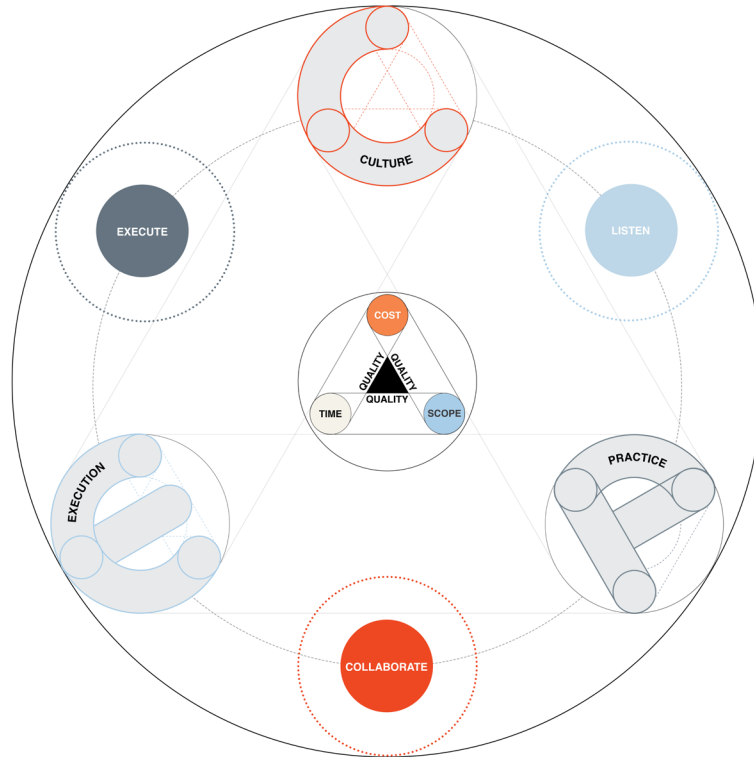 CULTURE
EXECUTE
LISTEN
COST
QUALITY
QUALITY
QUALITY
TIME
SCOPE
EXECUTION
PRACTICE
COLLABORATE